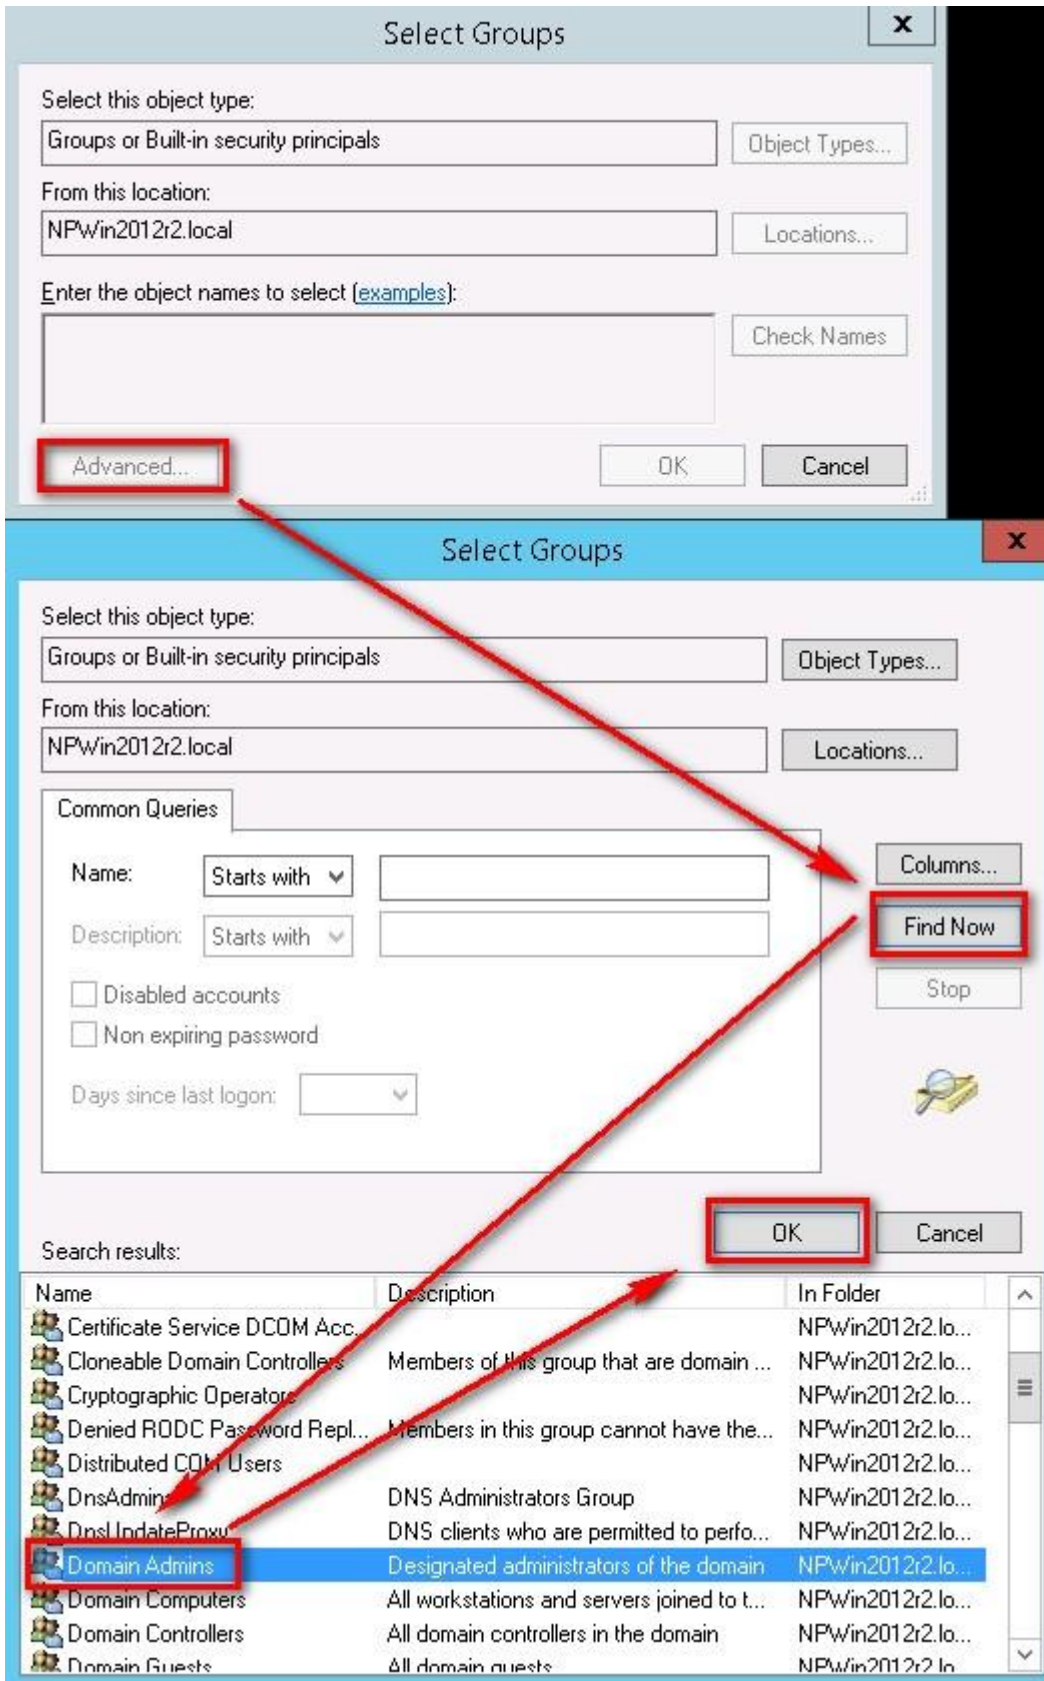 Select Groups
x
Select this object type:
Groups or Built-in security principals
Object Types...
From this location:
NPWin2012r2.local
Locations...
Enter the object names to select (examples):
Check Names
Advanced...
OK
Cancel
Select Groups
x
Select this object type:
Groups or Built-in security principals
Object Types...
From this location:
NPWin2012r2.local
Locations...
Common Queries
Name:
Starts with
Columns...
Description:
Starts with
Find Now
Disabled accounts
Stop
Non expiring password
Days since last logon:
OK
Cancel
Search results:
Name Description In Folder
Certificate Service DCOM Acc... NPWin2012r2.lo...
Cloneable Domain Controllers Members of this group that are domain ... NPWin2012r2.lo...
Cryptographic Operators NPWin2012r2.lo...
Denied RODC Password Repl... Members in this group cannot have the... NPWin2012r2.lo...
Distributed COM Users NPWin2012r2.lo...
DnsAdmins DNS Administrators Group NPWin2012r2.lo...
DnsUpdateProxy DNS clients who are permitted to perfo... NPWin2012r2.lo...
Domain Admins Designated administrators of the domain NPWin2012r2.lo...
Domain Computers All workstations and servers joined to t... NPWin2012r2.lo...
Domain Controllers All domain controllers in the domain NPWin2012r2.lo...
Domain Guests All domain guests NPWin2012r2.lo...